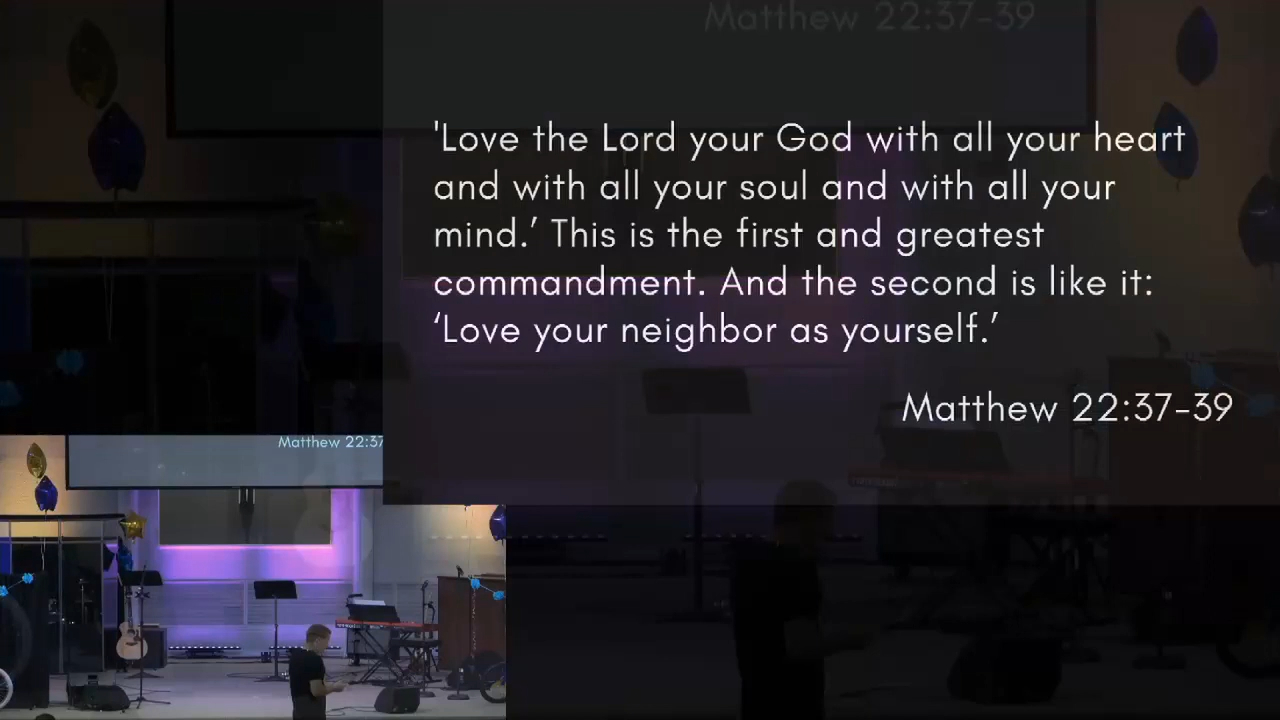 Matthew 22:37-39
'Love the Lord your God with all your heart
and with all your soul and with all your
mind.’ This is the first and greatest
commandment. And the second is like it:
‘Love your neighbor as yourself.’
Matthew 22:37-39
Matthew 22:37